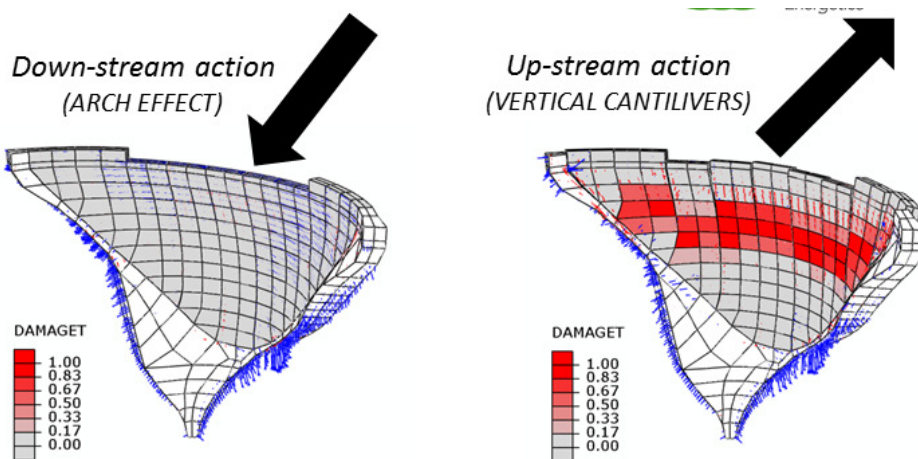 Energetics
Down-stream action
(ARCH EFFECT)
Up-stream action
(VERTICAL CANTILIVERS)
DAMAGET
1.00
0.83
0.67
0.50
0.33
0.17
0.00
DAMAGET
1.00
0.83
0.67
0.50
0.33
0.17
0.00